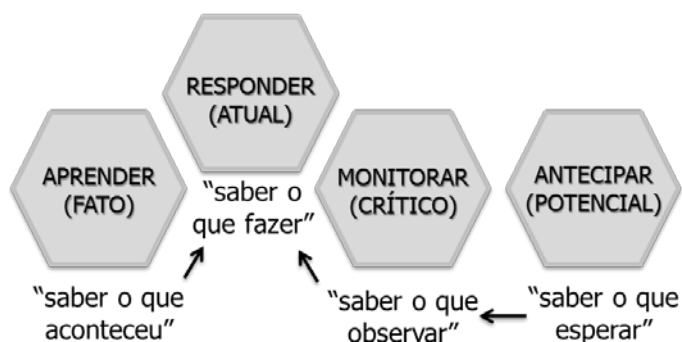 RESPONDER
(ATUAL)
"saber o
que fazer"
APRENDER
(FATO)
"saber o que
aconteceu"
MONITORAR
(CRÍTICO)
"saber o que
observar"
ANTECIPAR
(POTENCIAL)
"saber o que
esperar"